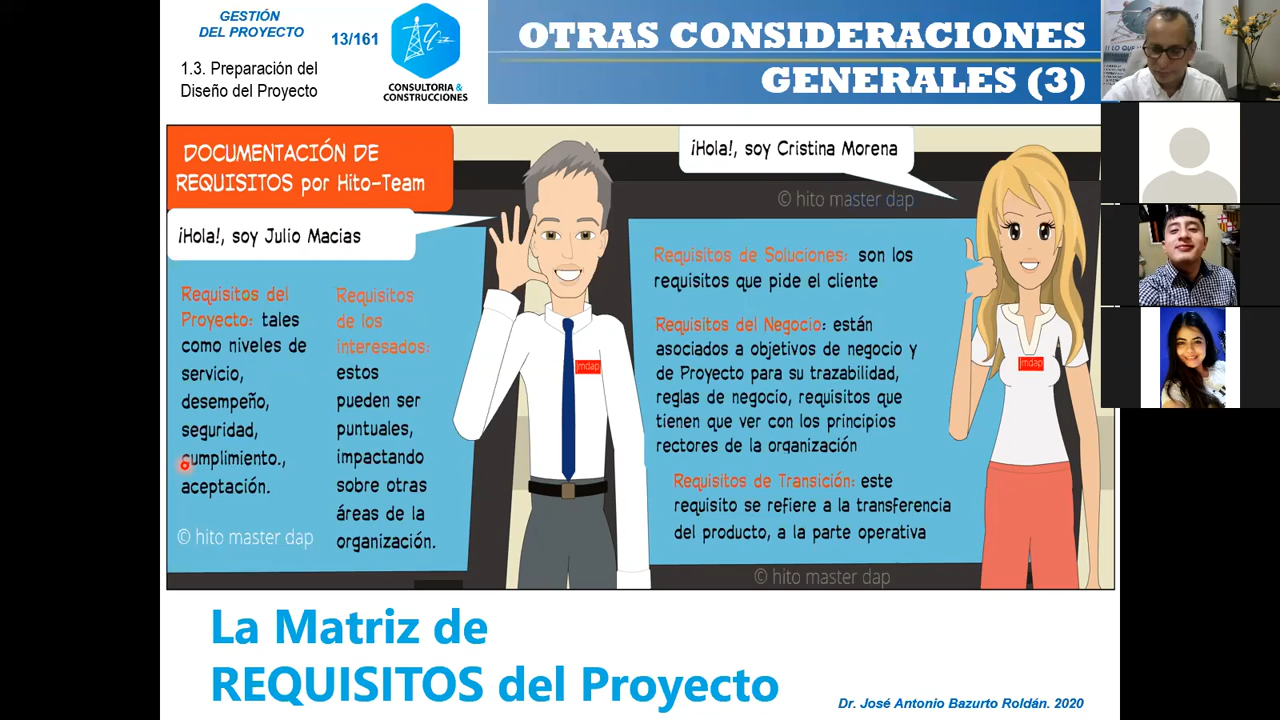 GESTIÓN
DEL PROYECTO
13/161
1.3. Preparación del
Diseño del Proyecto
CONSULTORIA &
CONSTRUCCIONES
OTRAS CONSIDERACIONES
GENERALES (3)
DOCUMENTACIÓN DE
REQUISITOS por Hito-Team
¡Hola!, soy Julio Macias
¡Hola!, soy Cristina Morena
© hito master dap
Requisitos del
Proyecto: tales
como niveles de
servicio,
desempeño,
seguridad,
cumplimiento.,
aceptación.
© hito master dap
Requisitos
de los
interesados:
estos
pueden ser
puntuales,
impactando
sobre otras
áreas de la
organización.
jmdap
Requisitos de Soluciones: son los
requisitos que pide el cliente
Requisitos del Negocio: están
asociados a objetivos de negocio y
de Proyecto para su trazabilidad,
reglas de negocio, requisitos que
tienen que ver con los principios
rectores de la organización
Requisitos de Transición: este
requisito se refiere a la transferencia
del producto, a la parte operativa
© hito master dap
jmdap
La Matriz de
REQUISITOS del Proyecto
Dr. José Antonio Bazurto Roldán. 2020